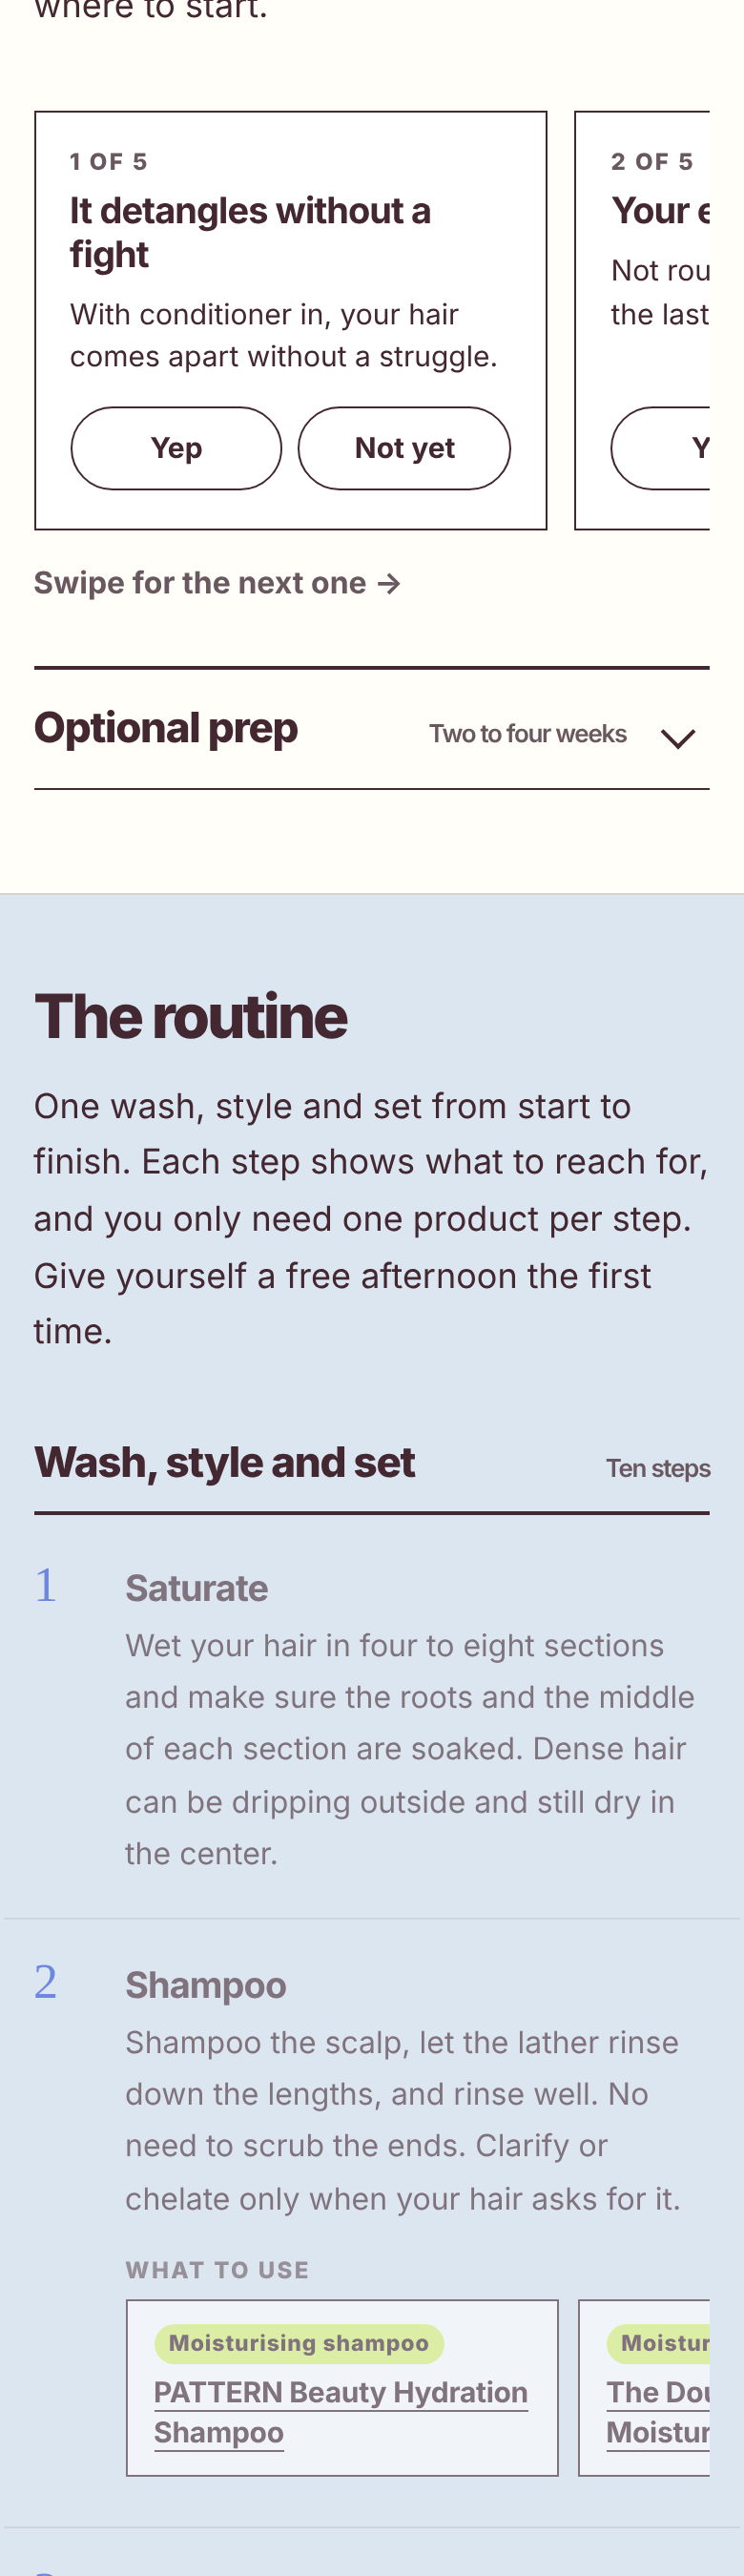 where to start.
1 OF 5
It detangles without a
fight
With conditioner in, your hair
comes apart without a struggle.
Yep
Not yet
2 OF 5
Your
Not rou
the last
Swipe for the next one →
Optional prep
Two to four weeks
The routine
One wash, style and set from start to
finish. Each step shows what to reach for,
and you only need one product per step.
Give yourself a free afternoon the first
time.
Wash, style and set
Ten steps
1
Saturate
Wet your hair in four to eight sections
and make sure the roots and the middle
of each section are soaked. Dense hair
can be dripping outside and still dry in
the center.
2
Shampoo
Shampoo the scalp, let the lather rinse
down the lengths, and rinse well. No
need to scrub the ends. Clarify or
chelate only when your hair asks for it.
WHAT TO USE
Moisturising shampoo
PATTERN Beauty Hydration
Shampoo
Moistur
The Dou
Moistur